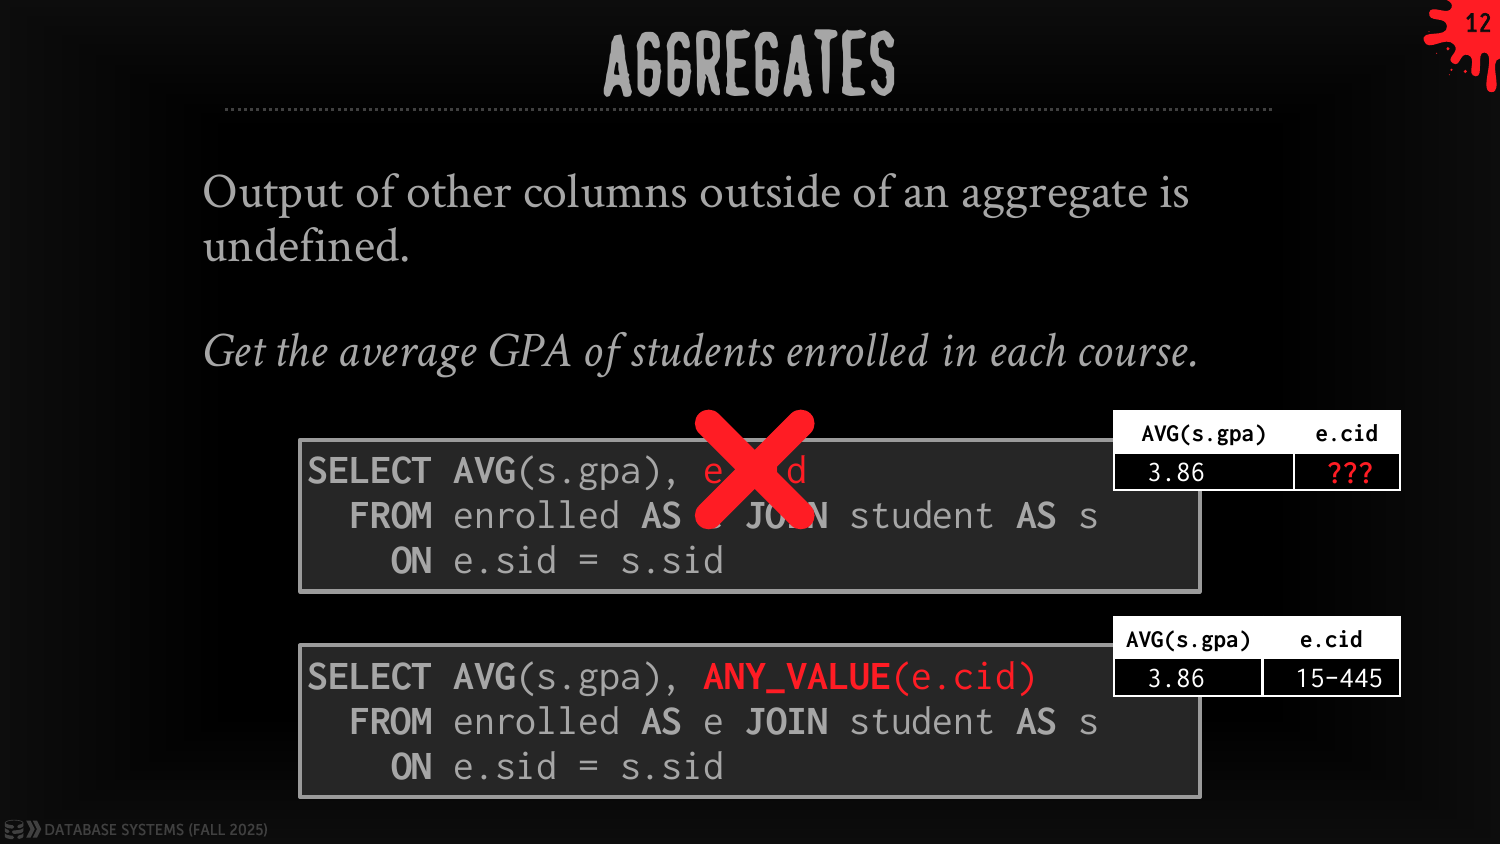 12
AGGREGATES
Output of other columns outside of an aggregate is
undefined.
Get the average GPA of students enrolled in each course.
SELECT AVG(s.gpa), e.cid
FROM enrolled AS e JOIN student AS s
ON e.sid = s.sid
AVG(s.gpa) e.cid
3.86 ???
SELECT AVG(s.gpa), ANY_VALUE(e.cid)
FROM enrolled AS e JOIN student AS s
ON e.sid = s.sid
AVG(s.gpa) e.cid
3.86 15-445
DATABASE SYSTEMS (FALL 2025)